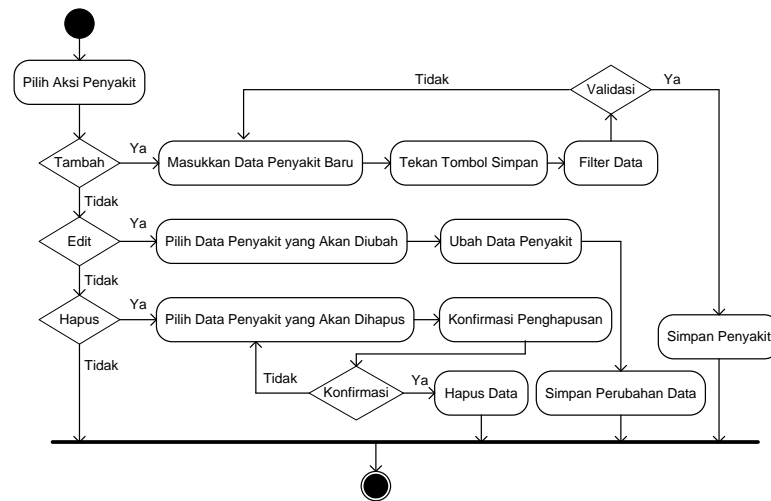 Pilih Aksi Penyakit
Tidak
Validasi
Ya
Tambah
Ya
Masukkan Data Penyakit Baru
Tekan Tombol Simpan
Filter Data
Tidak
Edit
Ya
Pilih Data Penyakit yang Akan Diubah
Ubah Data Penyakit
Tidak
Hapus
Ya
Pilih Data Penyakit yang Akan Dihapus
Konfirmasi Penghapusan
Simpan Penyakit
Tidak
Tidak
Konfirmasi
Ya
Hapus Data
Simpan Perubahan Data